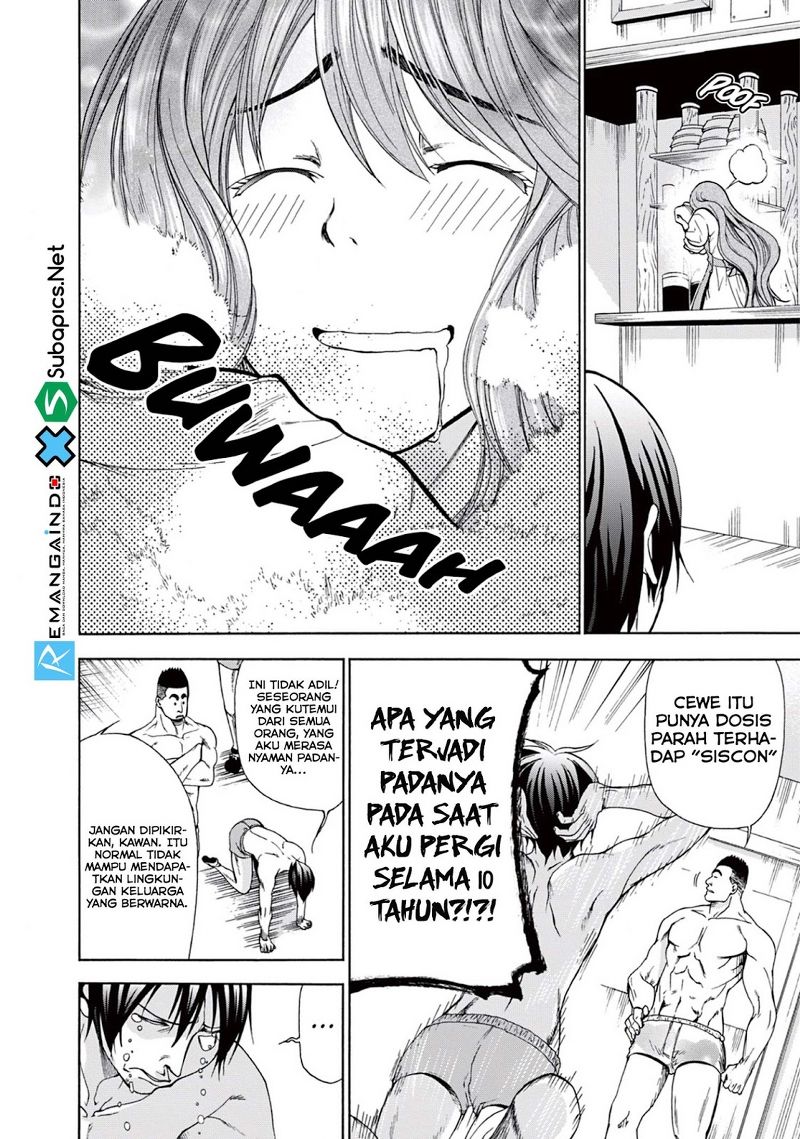 POOF
BUWAAAH
CEWE ITU
PUNYA DOSIS
PARAH TERHA-
DAP "SISCON"
APA YANG
TERJADI
PADANYA
PADA SAAT
AKU PERGI
SELAMA 10
TAHUN?!?!
INI TIDAK ADIL!
SESEORANG
YANG KUTEMUI
DARI SEMUA
ORANG, YANG
AKU MERASA
NYAMAN PADAN-
YA...
JANGAN DIPIKIR-
KAN, KAWAN. ITU
NORMAL TIDAK
MAMPU MENDAPA-
TKAN LINGKUN-
GAN KELUARGA
YANG BERWARNA.
...
Subapics.Net
REMANGAINDO